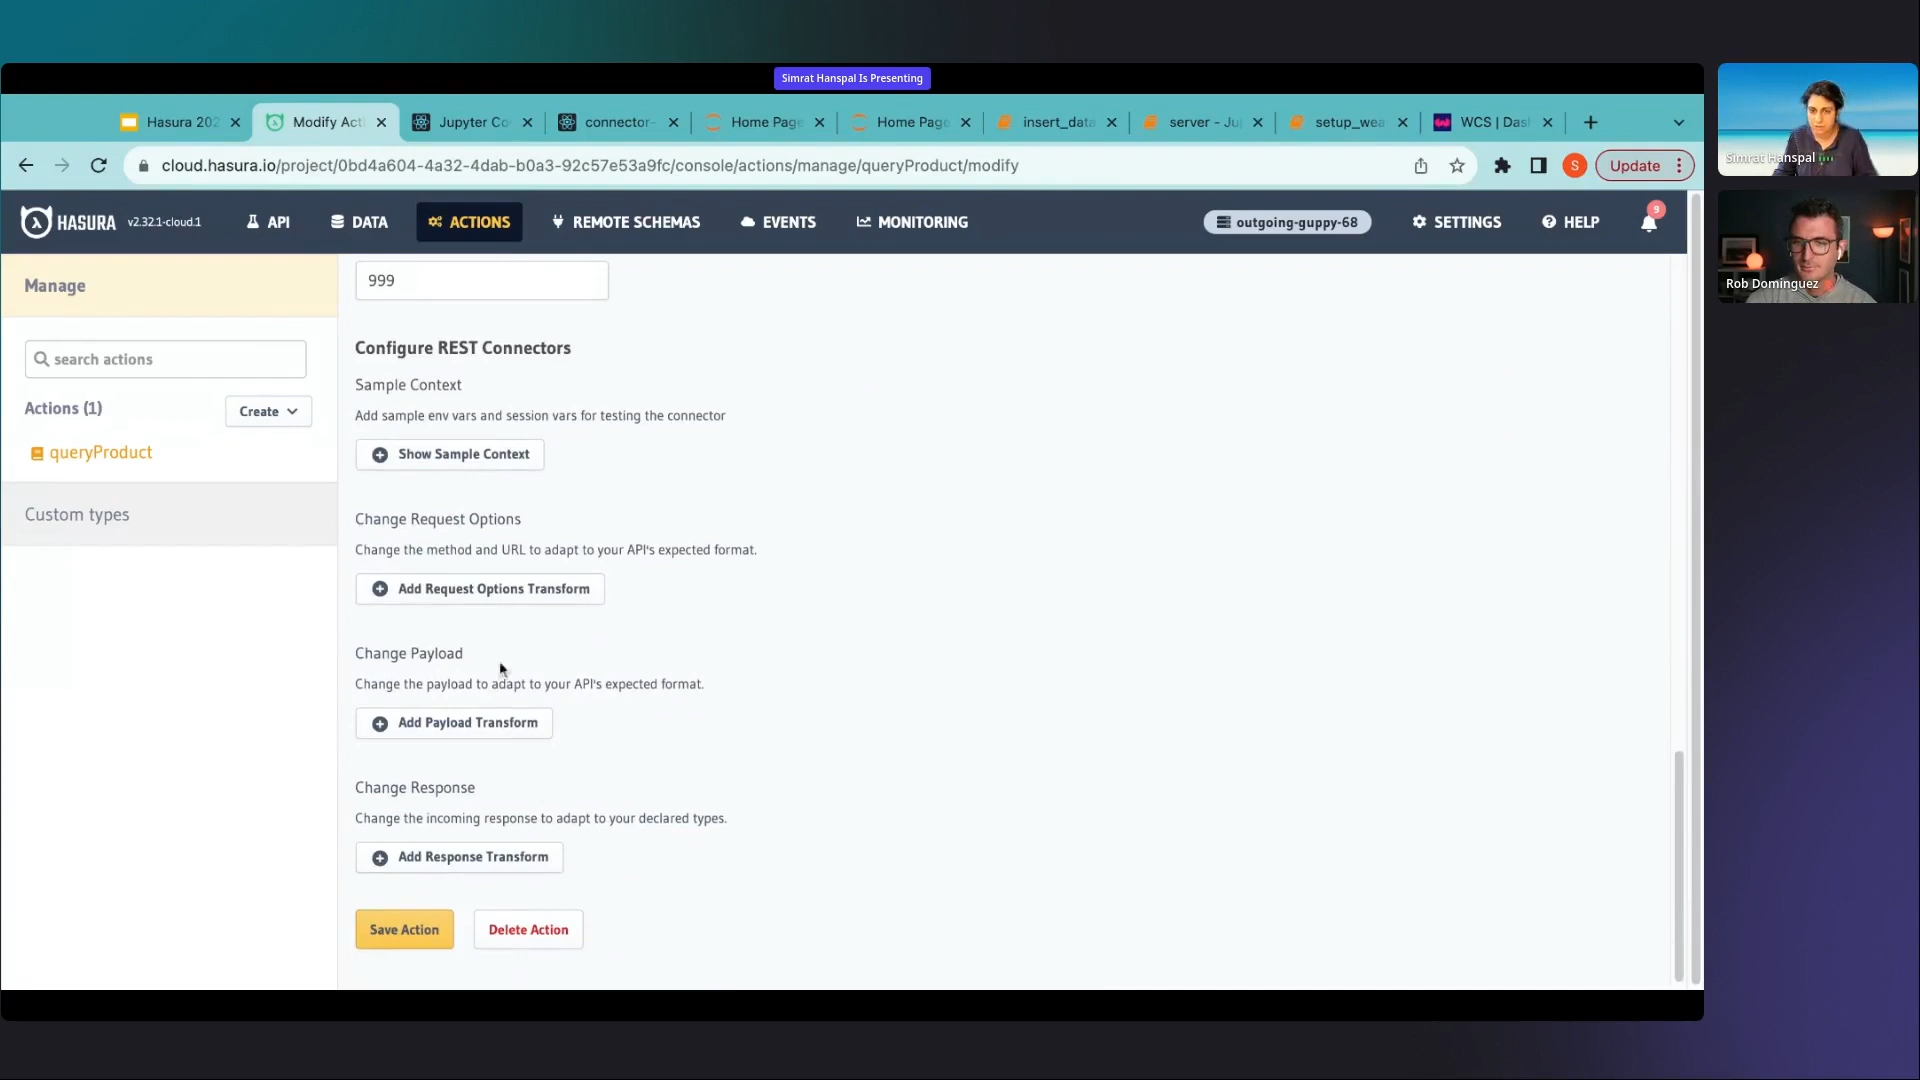 Simrat Hanspal Is Presenting
Hasura 202
Modify Acti
Jupyter Co
connector-
Home Page
Home Page
insert_data
server - Ju
setup_wea
WCS | Das
cloud.hasura.io/project/0bd4a604-4a32-4dab-b0a3-92c57e53a9fc/console/actions/manage/queryProduct/modify
S
Update
HASURA
v2.32.1-cloud.1
API
DATA
ACTIONS
REMOTE SCHEMAS
EVENTS
MONITORING
outgoing-guppy-68
SETTINGS
HELP
9
Manage
search actions
Actions (1)
Create
queryProduct
Custom types
999
Configure REST Connectors
Sample Context
Add sample env vars and session vars for testing the connector
Show Sample Context
Change Request Options
Change the method and URL to adapt to your API's expected format.
Add Request Options Transform
Change Payload
Change the payload to adapt to your API's expected format.
Add Payload Transform
Change Response
Change the incoming response to adapt to your declared types.
Add Response Transform
Save Action
Delete Action
Simrat Hanspal
Rob Dominguez